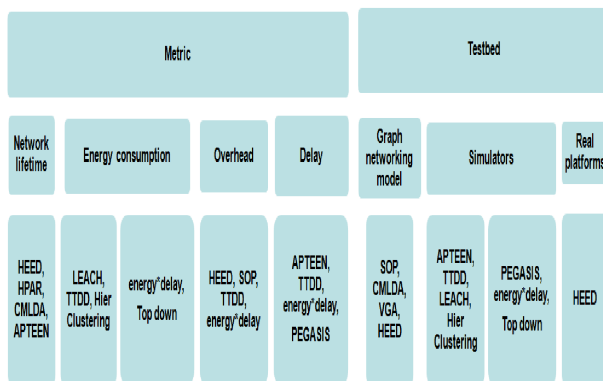 Metric
Testbed
Network
lifetime
Energy consumption
Overhead
Delay
Graph
networking
model
Simulators
Real
platforms
HEED,
HPAR,
CMLDA,
APTEEN
LEACH,
TTDD, Hier
Clustering
energy*delay,
Top down
HEED, SOP,
TTDD,
energy*delay
APTEEN,
TTDD,
energy*delay,
PEGASIS
SOP,
CMLDA,
VGA,
HEED
APTEEN,
TTDD,
LEACH,
Hier
Clustering
PEGASIS,
energy*delay,
Top down
HEED